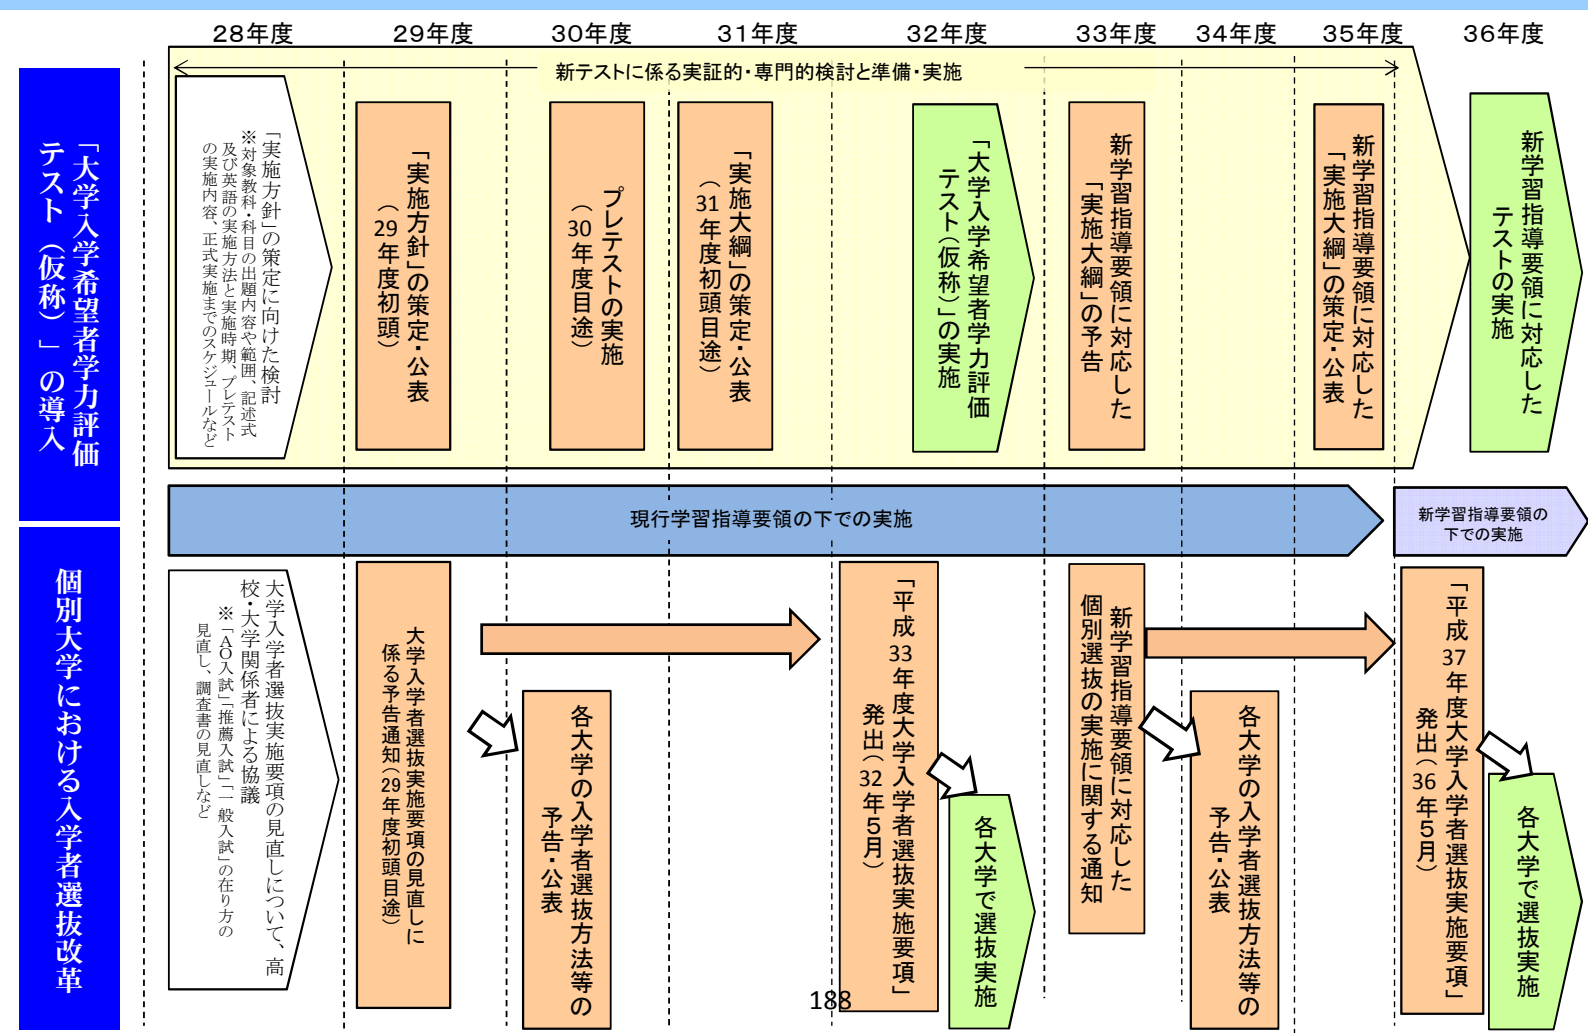 28年度
29年度
30年度
31年度
32年度
33年度
34年度
35年度
36年度
「大学入学希望者学力評価
テスト（仮称）」の導入
新テストに係る実証的・専門的検討と準備・実施
「実施方針」の策定に向けた検討
※対象教科・科目の出題内容や範囲、記述式
及び英語の実施方法と実施時期、プレテスト
の実施内容、正式実施までのスケジュールなど
「実施方針」の策定・公表
（29年度初頭）
プレテストの実施
（30年度目途）
「実施大綱」の策定・公表
（31年度初頭目途）
「大学入学希望者学力評価
テスト（仮称）」の実施
新学習指導要領に対応した
「実施大綱」の予告
新学習指導要領に対応した
「実施大綱」の策定・公表
新学習指導要領に対応した
テストの実施
現行学習指導要領の下での実施
新学習指導要領の
下での実施
個別大学における入学者選抜改革
大学入学者選抜実施要項の見直しについて、高
校・大学関係者による協議
※「AO入試」「推薦入試」「一般入試」の在り方の
見直し、調査書の見直しなど
大学入学者選抜実施要項の見直しに
係る予告通知（29年度初頭目途）
各大学の入学者選抜方法等の
予告・公表
「平成33年度大学入学者選抜実施要項」
発出（32年5月）
各大学で選抜実施
新学習指導要領に対応した
個別選抜の実施に関する通知
各大学の入学者選抜方法等の
予告・公表
「平成37年度大学入学者選抜実施要項」
発出（36年5月）
各大学で選抜実施
188